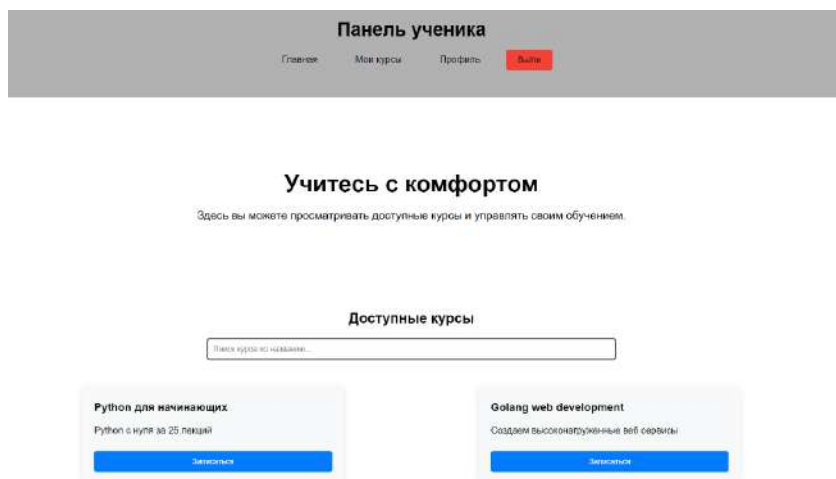 Панель ученика
Главная Мои курсы Профиль Выйти
Учитесь с комфортом
Здесь вы можете просматривать доступные курсы и управлять своим обучением.
Доступные курсы
Поиск курса по названию...
Python для начинающих
Python с нуля за 25 лекций
Записаться
Golang web development
Создаем высоконагруженные веб сервисы
Записаться